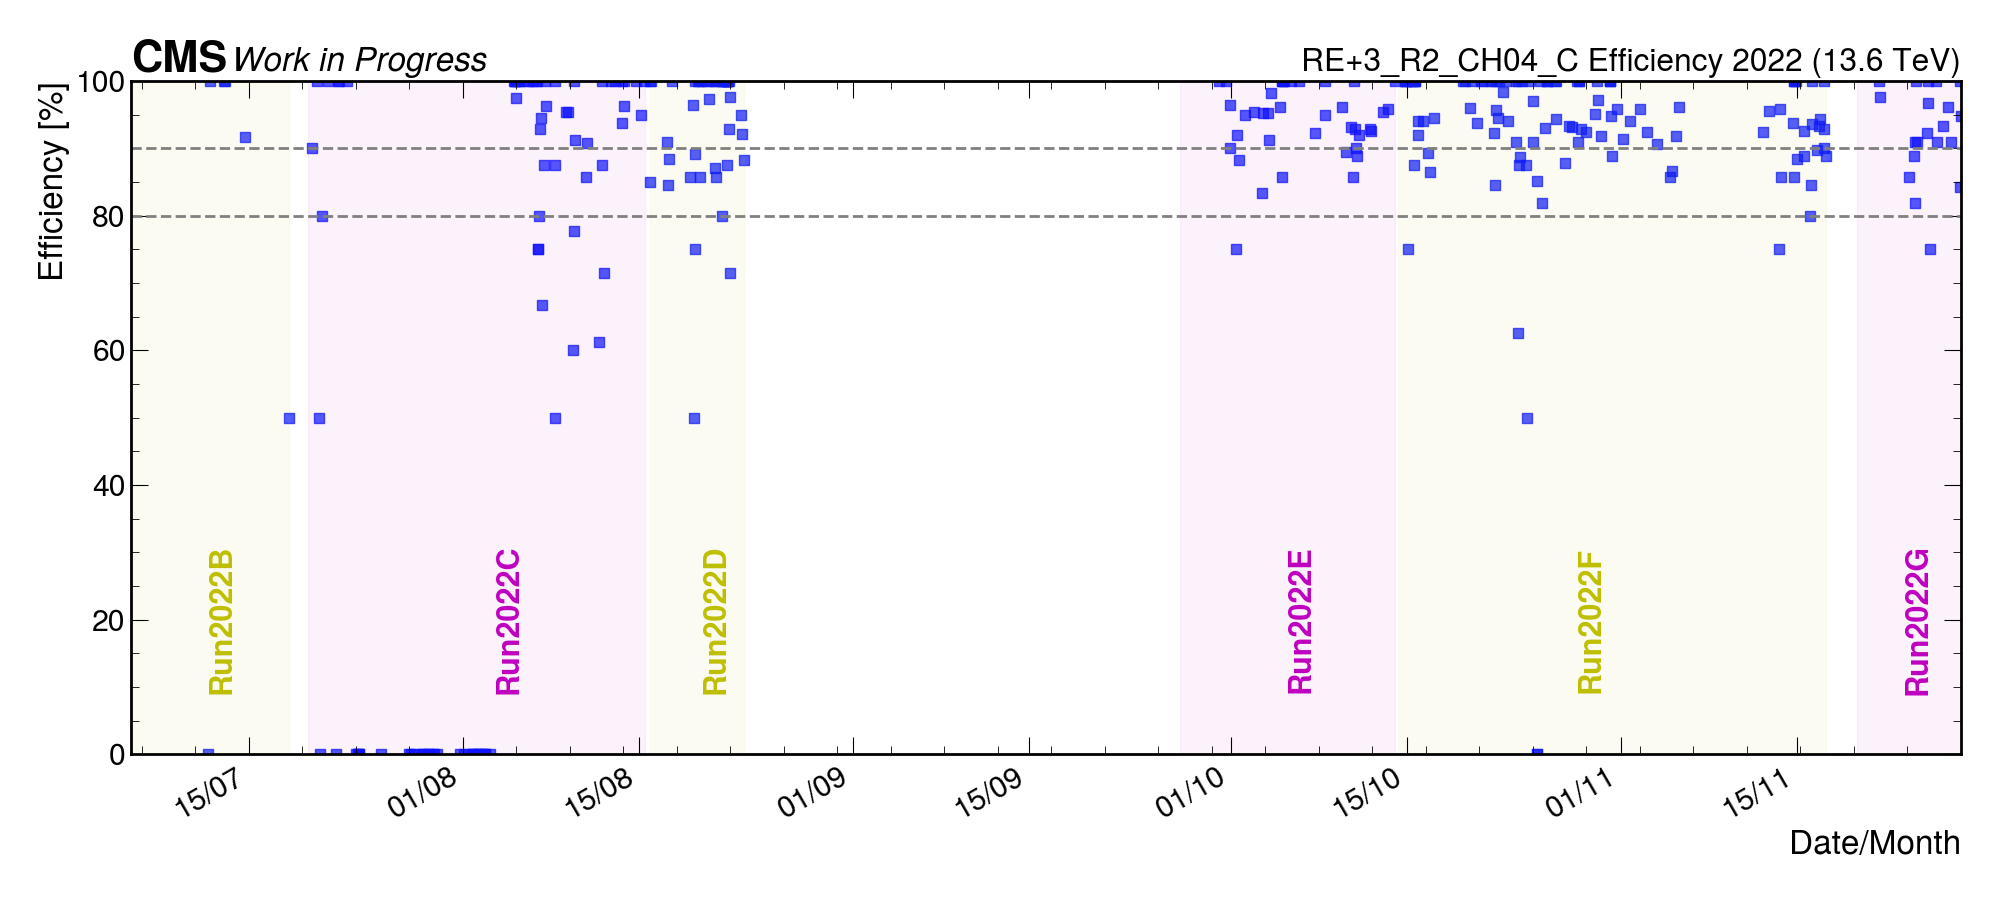 CMS Work in Progress
RE+3_R2_CH04_C Efficiency 2022 (13.6 TeV)
Efficiency [%]
100
80
60
40
20
0
Run2022B
Run2022C
Run2022D
Run2022E
Run2022F
Run2022G
15/07
01/08
15/08
01/09
15/09
01/10
15/10
01/11
15/11
Date/Month